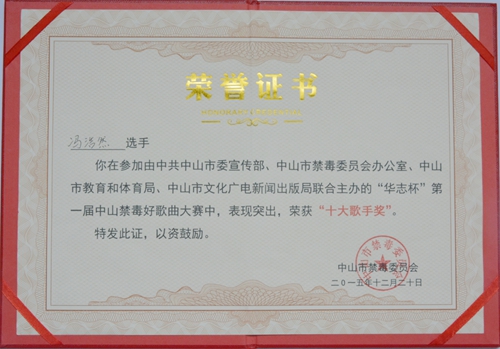 荣誉证书
冯浩然 选手
你在参加由中共中山市委宣传部、中山市禁毒委员会办公室、中山
市教育和体育局、中山市文化广电新闻出版局联合主办的“华志杯”第
一届中山禁毒好歌曲大赛中，表现突出，荣获“十大歌手奖”。
特发此证，以资鼓励。
中山市禁毒委员会
二0一五年十二月二十日